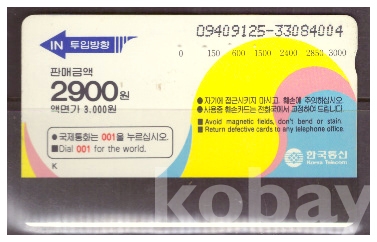 09409125-33084004
IN 투입방향
0 150 600 1500 2400 2850 3000
판매금액
2900원
액면가 3,000원
● 자기에 접근시키지 마시고, 훼손에 주의하십시오.
● 사용중 훼손카드는 전화국에서 교환하여 드립니다.
■ Avoid magnetic fields, don't bend or stain.
■ Return defective cards to any telephone office.
● 국제통화는 001을 누르십시오.
■ Dial 001 for the world.
한국통신
Korea Telecom
K
kobay